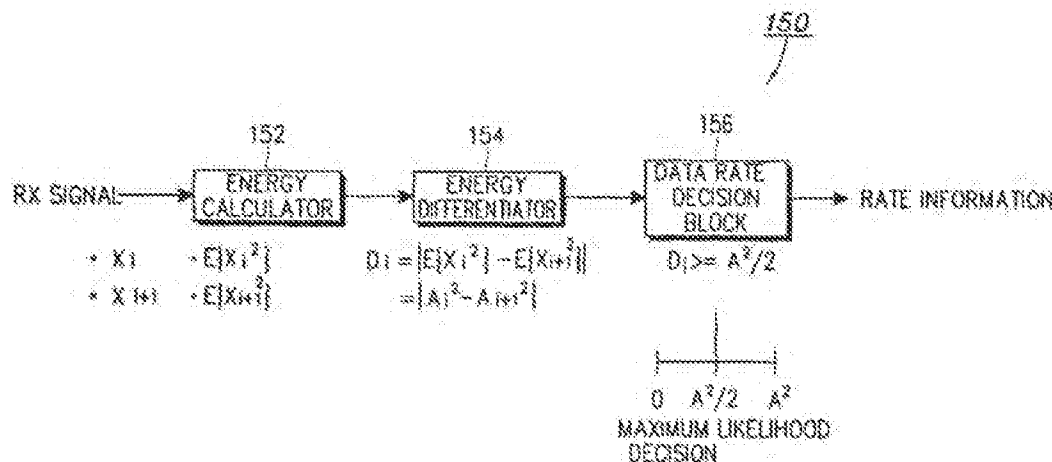 150
152
154
156
RX SIGNAL
ENERGY
CALCULATOR
ENERGY
DIFFERENTIATOR
DATA RATE
DECISION
BLOCK
RATE INFORMATION
• Xi • E{Xi²}
• Xi+1 • E{Xi+1²}
Di = |E{Xi²} - E{Xi+1²}|
= |Ai² - Ai+1²|
Di >= A²/2
0 A²/2 A²
MAXIMUM LIKELIHOOD
DECISION